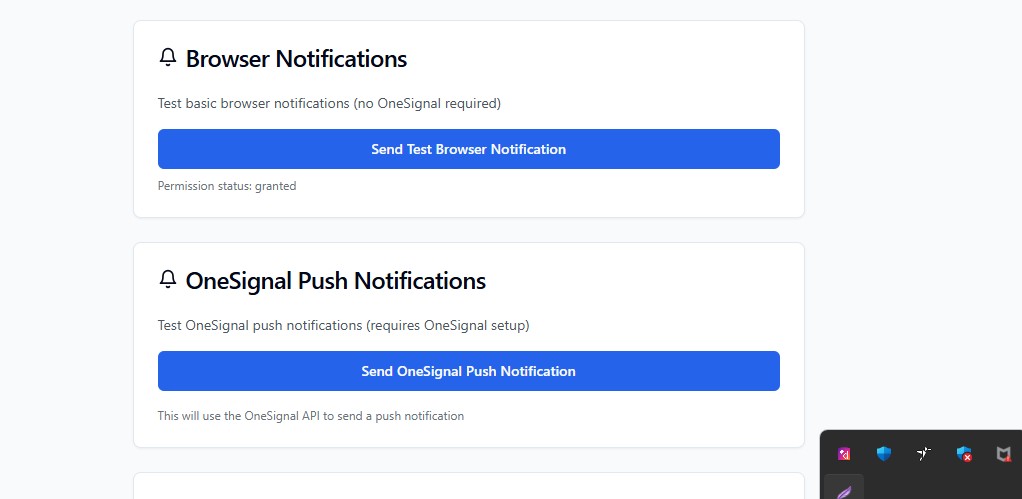 Browser Notifications
Test basic browser notifications (no OneSignal required)
Send Test Browser Notification
Permission status: granted
OneSignal Push Notifications
Test OneSignal push notifications (requires OneSignal setup)
Send OneSignal Push Notification
This will use the OneSignal API to send a push notification